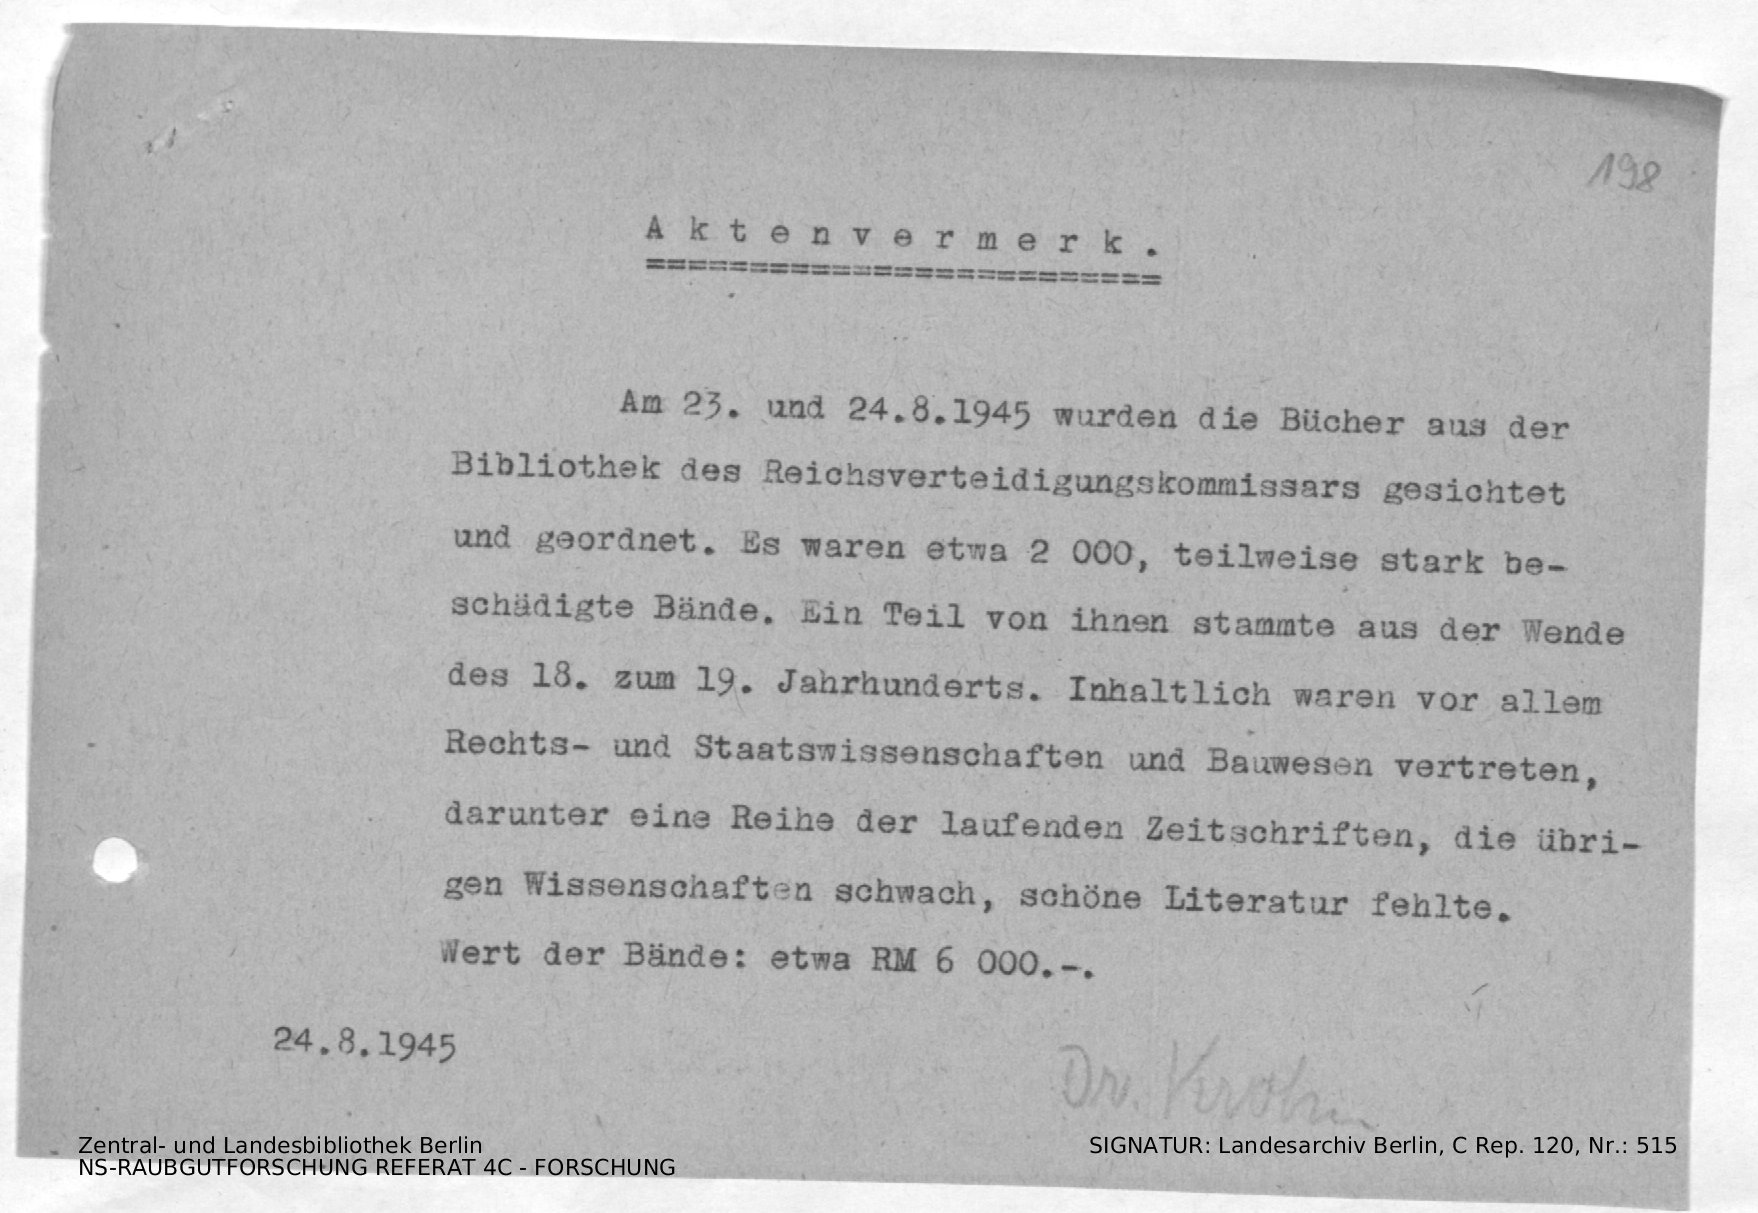 198
A k t e n v e r m e r k .
=========================
Am 23. und 24.8.1945 wurden die Bücher aus der
Bibliothek des Reichsverteidigungskommissars gesichtet
und geordnet. Es waren etwa 2 000, teilweise stark be-
schädigte Bände. Ein Teil von ihnen stammte aus der Wende
des 18. zum 19. Jahrhunderts. Inhaltlich waren vor allem
Rechts- und Staatswissenschaften und Bauwesen vertreten,
darunter eine Reihe der laufenden Zeitschriften, die übri-
gen Wissenschaften schwach, schöne Literatur fehlte.
Wert der Bände: etwa RM 6 000.-.
24.8.1945
Dr. Krohn
Zentral- und Landesbibliothek Berlin
NS-RAUBGUTFORSCHUNG REFERAT 4C - FORSCHUNG
SIGNATUR: Landesarchiv Berlin, C Rep. 120, Nr.: 515